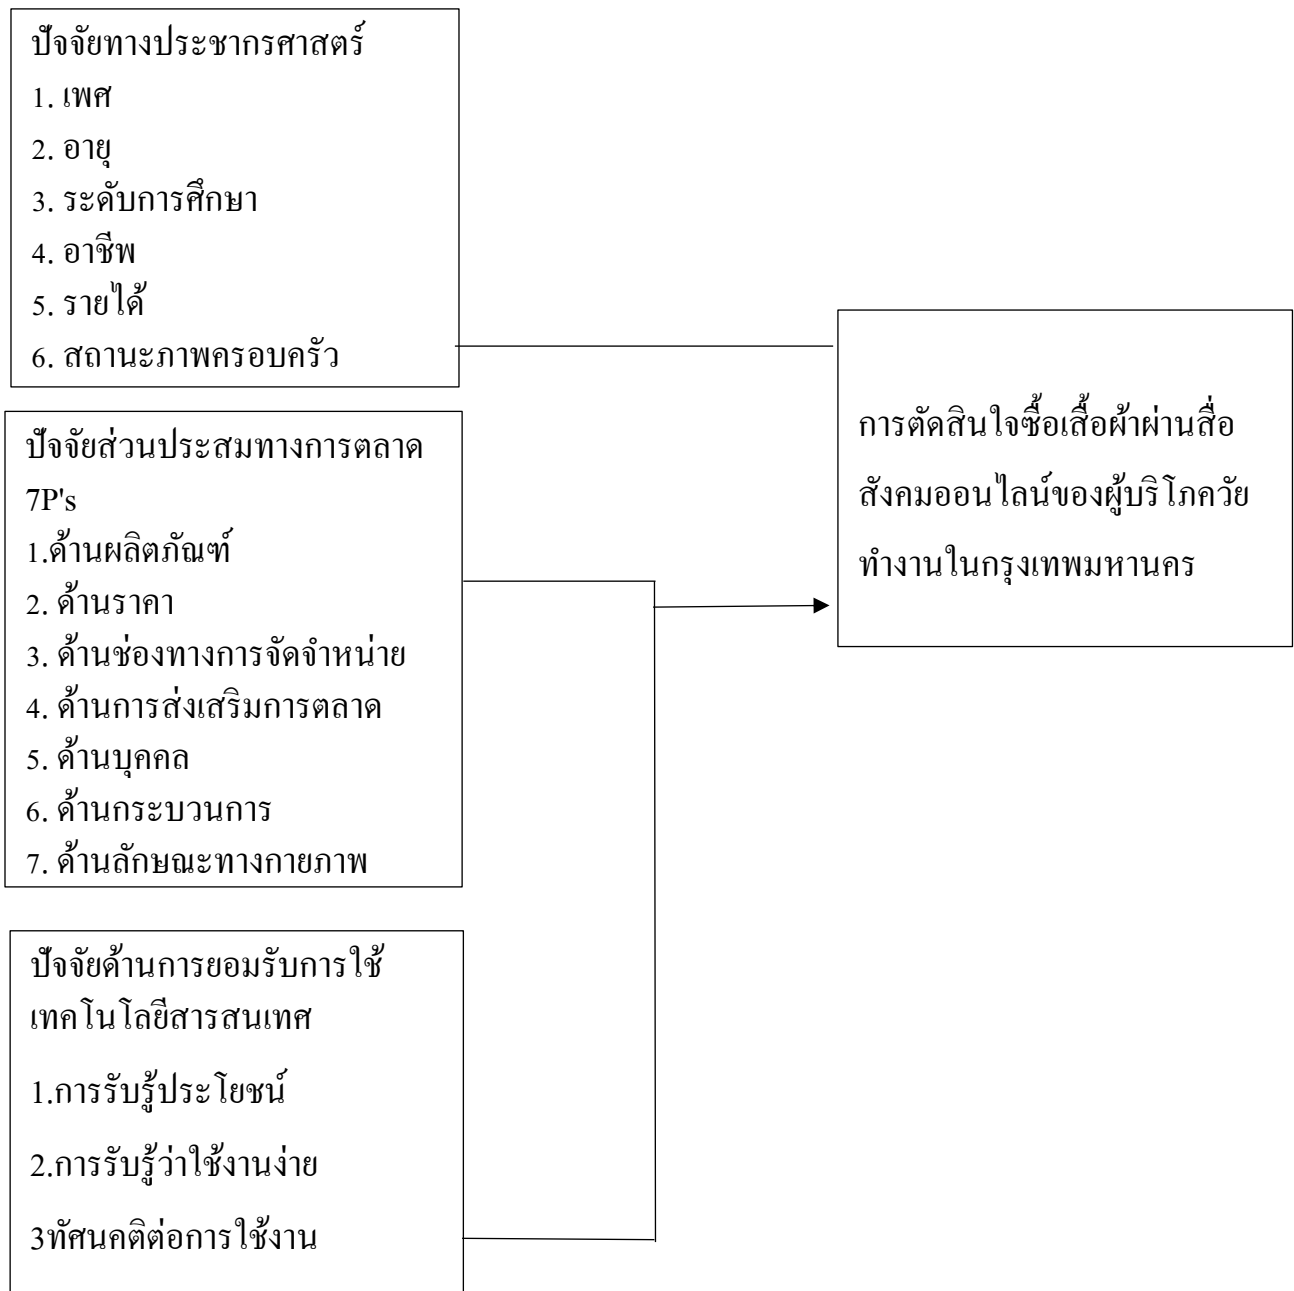 ปัจจัยทางประชากรศาสตร์
1. เพศ
2. อายุ
3. ระดับการศึกษา
4. อาชีพ
5. รายได้
6. สถานะภาพครอบครัว
ปัจจัยส่วนประสมทางการตลาด
7P's
1.ด้านผลิตภัณฑ์
2. ด้านราคา
3. ด้านช่องทางการจัดจำหน่าย
4. ด้านการส่งเสริมการตลาด
5. ด้านบุคคล
6. ด้านกระบวนการ
7. ด้านลักษณะทางกายภาพ
ปัจจัยด้านการยอมรับการใช้
เทคโนโลยีสารสนเทศ
1.การรับรู้ประโยชน์
2.การรับรู้ว่าใช้งานง่าย
3ทัศนคติต่อการใช้งาน
การตัดสินใจซื้อเสื้อผ้าผ่านสื่อ
สังคมออนไลน์ของผู้บริโภควัย
ทำงานในกรุงเทพมหานคร